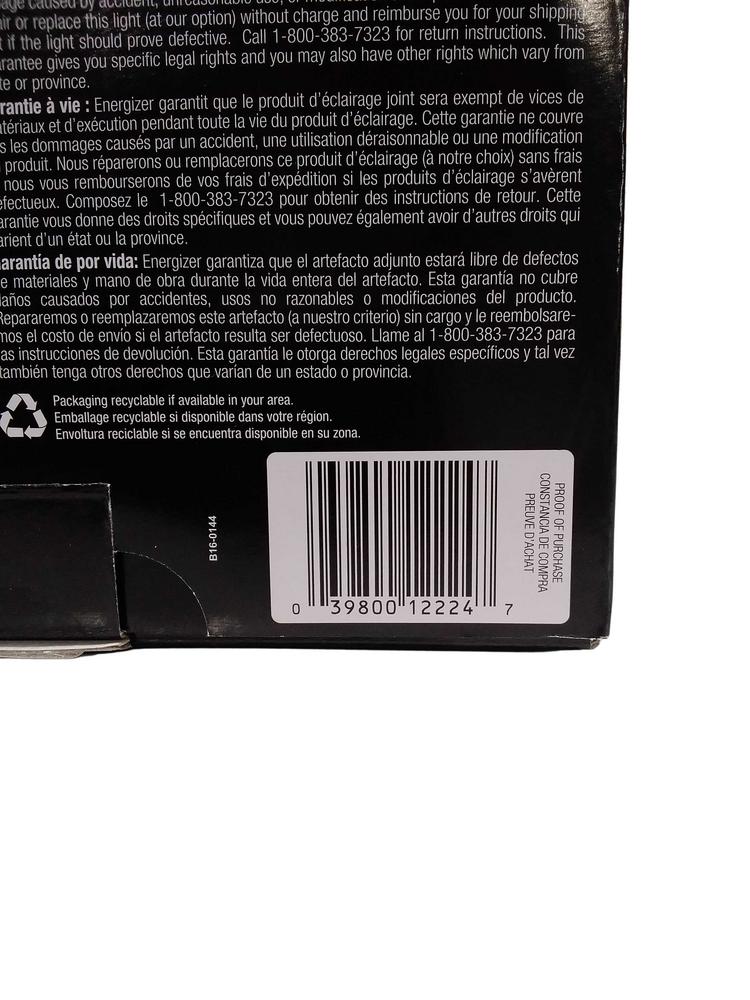 caused by accident, unreasonable use, or
ir or replace this light (at our option) without charge and reimburse you for your shipping
t if the light should prove defective. Call 1-800-383-7323 for return instructions. This
rantee gives you specific legal rights and you may also have other rights which vary from
te or province.
rantie à vie : Energizer garantit que le produit d'éclairage joint sera exempt de vices de
atériaux et d'exécution pendant toute la vie du produit d'éclairage. Cette garantie ne couvre
s les dommages causés par un accident, une utilisation déraisonnable ou une modification
produit. Nous réparerons ou remplacerons ce produit d'éclairage (à notre choix) sans frais
nous vous rembourserons de vos frais d'expédition si les produits d'éclairage s'avèrent
efectueux. Composez le 1-800-383-7323 pour obtenir des instructions de retour. Cette
arantie vous donne des droits spécifiques et vous pouvez également avoir d'autres droits qui
arient d'un état ou la province.
arantía de por vida: Energizer garantiza que el artefacto adjunto estará libre de defectos
e materiales y mano de obra durante la vida entera del artefacto. Esta garantía no cubre
años causados por accidentes, usos no razonables o modificaciones del producto.
Repararemos o reemplazaremos este artefacto (a nuestro criterio) sin cargo y le reembolsare-
mos el costo de envío si el artefacto resulta ser defectuoso. Llame al 1-800-383-7323 para
as instrucciones de devolución. Esta garantía le otorga derechos legales específicos y tal vez
también tenga otros derechos que varían de un estado o provincia.
Packaging recyclable if available in your area.
Emballage recyclable si disponible dans votre région.
Envoltura reciclable si se encuentra disponible en su zona.
B16-0144
PROOF OF PURCHASE
CONSTANCIA DE COMPRA
PREUVE D'ACHAT
0 39800 12224 7